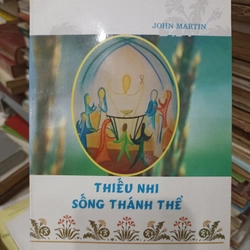 JOHN MARTIN
THIẾU NHI
SỐNG THÁNH THỂ